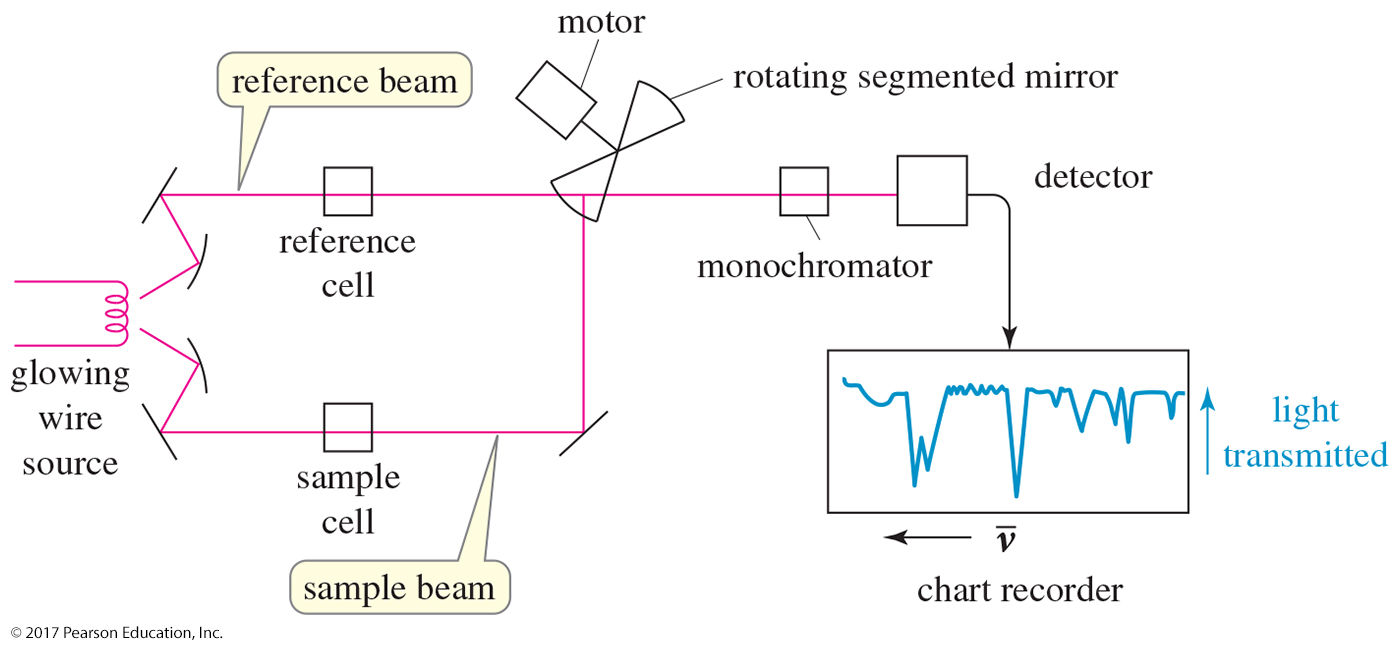 motor
reference beam
rotating segmented mirror
detector
reference
cell
monochromator
glowing
wire
source
light
transmitted
sample
cell
ν̅
sample beam
chart recorder
© 2017 Pearson Education, Inc.